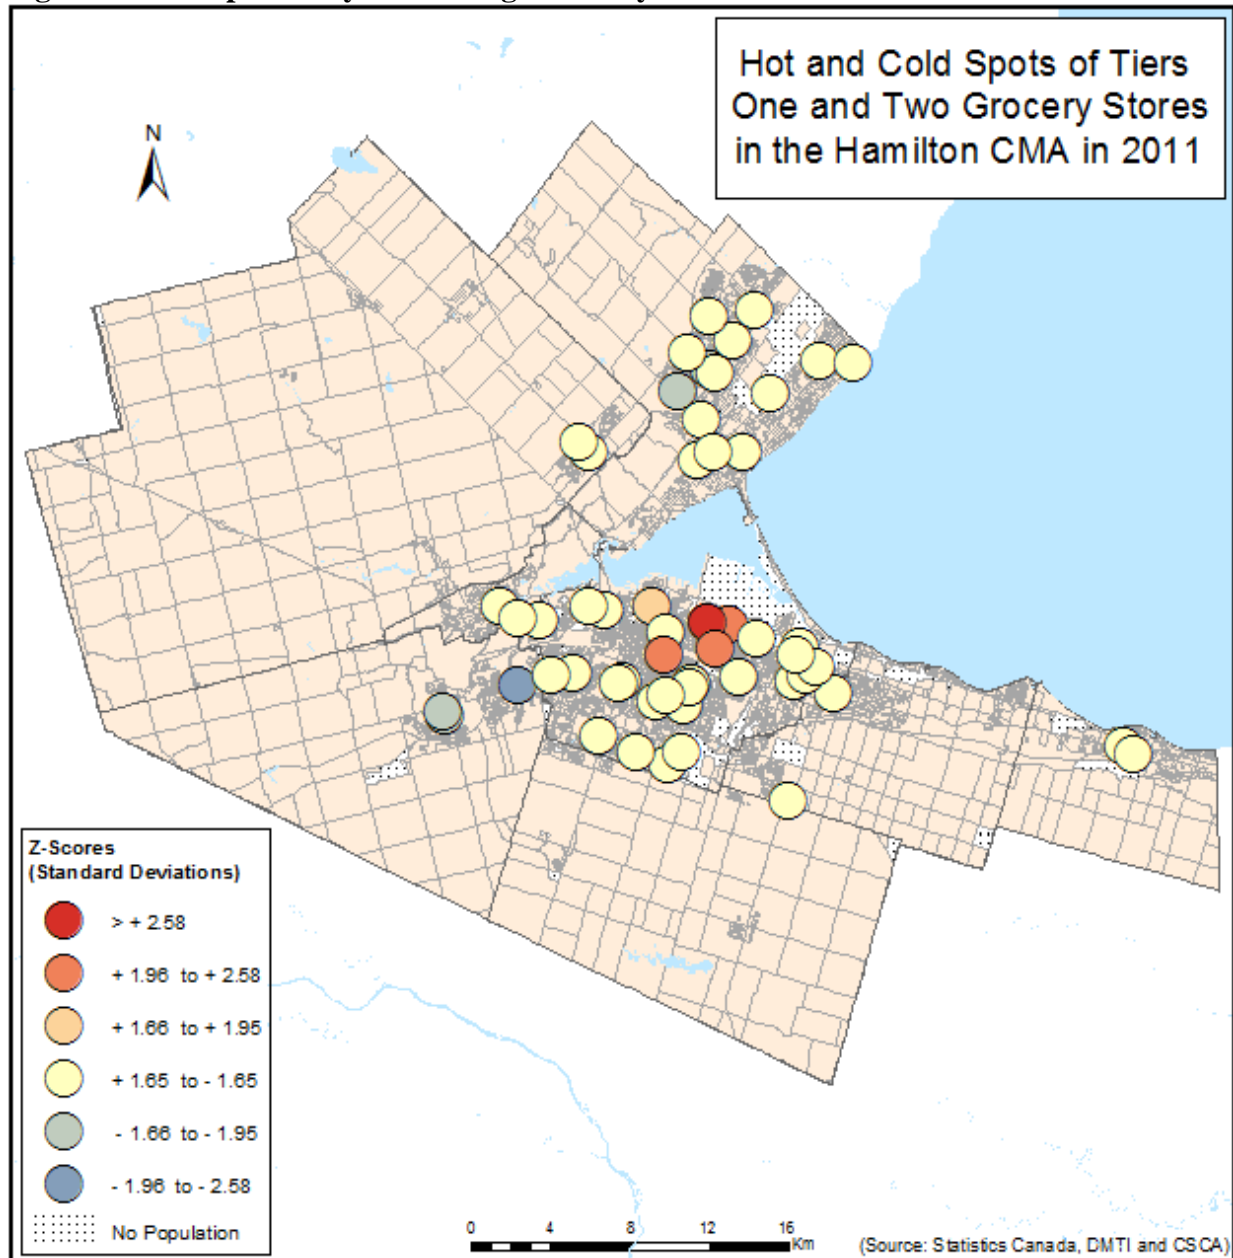 Hot and Cold Spots of Tiers
One and Two Grocery Stores
in the Hamilton CMA in 2011
N
Z-Scores
(Standard Deviations)
> + 2.58
+ 1.96 to + 2.58
+ 1.66 to + 1.95
+ 1.65 to - 1.65
- 1.66 to - 1.95
- 1.96 to - 2.58
No Population
0 4 8 12 16
Km
(Source: Statistics Canada, DMTI and CSCA)